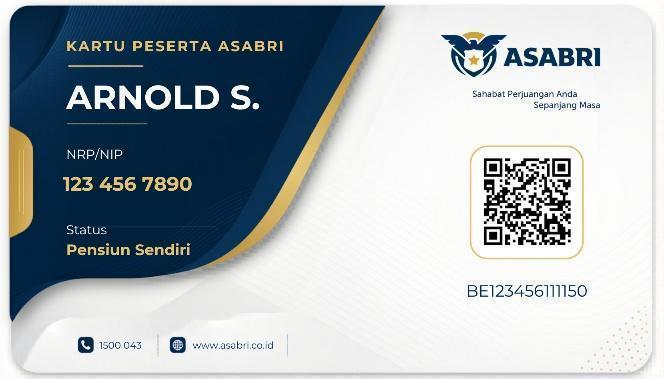 KARTU PESERTA ASABRI
ARNOLD S.
NRP/NIP
123 456 7890
Status
Pensiun Sendiri
1500 043
www.asabri.co.id
ASABRI
Sahabat Perjuangan Anda
Sepanjang Masa
BE123456111150